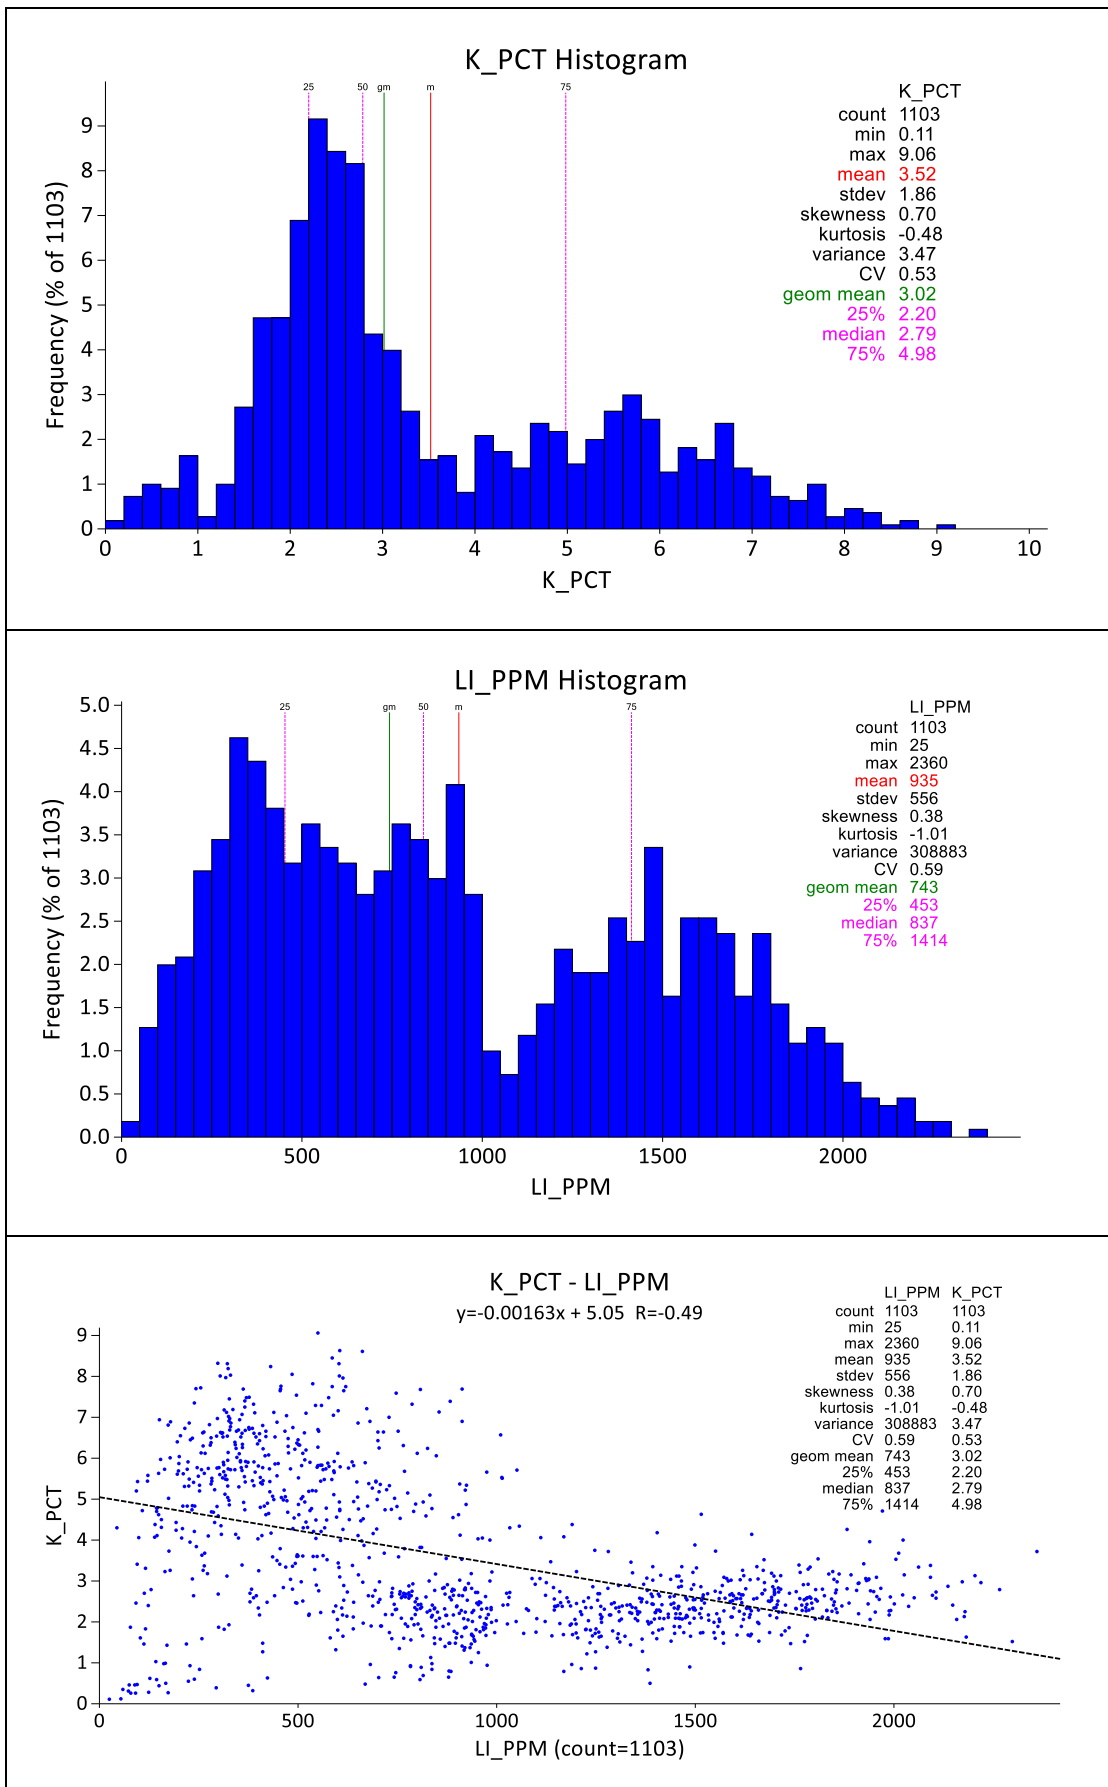 K_PCT Histogram
25 50 gm m 75
K_PCT
count 1103
min 0.11
max 9.06
mean 3.52
stdev 1.86
skewness 0.70
kurtosis -0.48
variance 3.47
CV 0.53
geom mean 3.02
25% 2.20
median 2.79
75% 4.98
Frequency (% of 1103)
9
8
7
6
5
4
3
2
1
0
0 1 2 3 4 5 6 7 8 9 10
K_PCT
LI_PPM Histogram
25 gm 50 m 75
LI_PPM
count 1103
min 25
max 2360
mean 935
stdev 556
skewness 0.38
kurtosis -1.01
variance 308883
CV 0.59
geom mean 743
25% 453
median 837
75% 1414
Frequency (% of 1103)
5.0
4.5
4.0
3.5
3.0
2.5
2.0
1.5
1.0
0.5
0.0
0 500 1000 1500 2000
LI_PPM
K_PCT - LI_PPM
y=-0.00163x + 5.05 R=-0.49
LI_PPM K_PCT
count 1103 1103
min 25 0.11
max 2360 9.06
mean 935 3.52
stdev 556 1.86
skewness 0.38 0.70
kurtosis -1.01 -0.48
variance 308883 3.47
CV 0.59 0.53
geom mean 743 3.02
25% 453 2.20
median 837 2.79
75% 1414 4.98
K_PCT
9
8
7
6
5
4
3
2
1
0
0 500 1000 1500 2000
LI_PPM (count=1103)